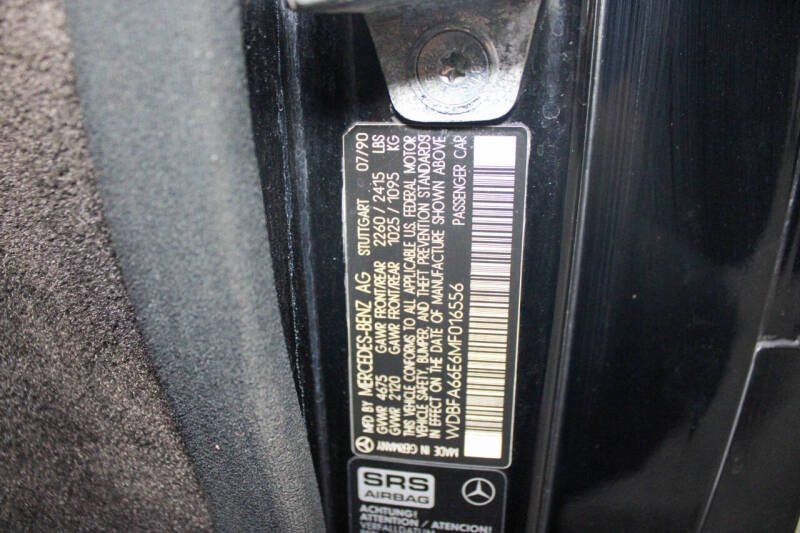 MFD BY MERCEDES-BENZ AG STUTTGART 07/90
GVWR 4675 GAWR FRONT/REAR 2260/2415 LBS
GVWR 2120 GAWR FRONT/REAR 1025/1095 KG
THIS VEHICLE CONFORMS TO ALL APPLICABLE U.S. FEDERAL MOTOR
VEHICLE SAFETY, BUMPER, AND THEFT PREVENTION STANDARDS
IN EFFECT ON THE DATE OF MANUFACTURE SHOWN ABOVE.
WDBFA66E6MF016556 PASSENGER CAR
MADE IN GERMANY
SRS
AIRBAG
ACHTUNG/
ATTENTION / ATENCION!
VERFALLDATUM